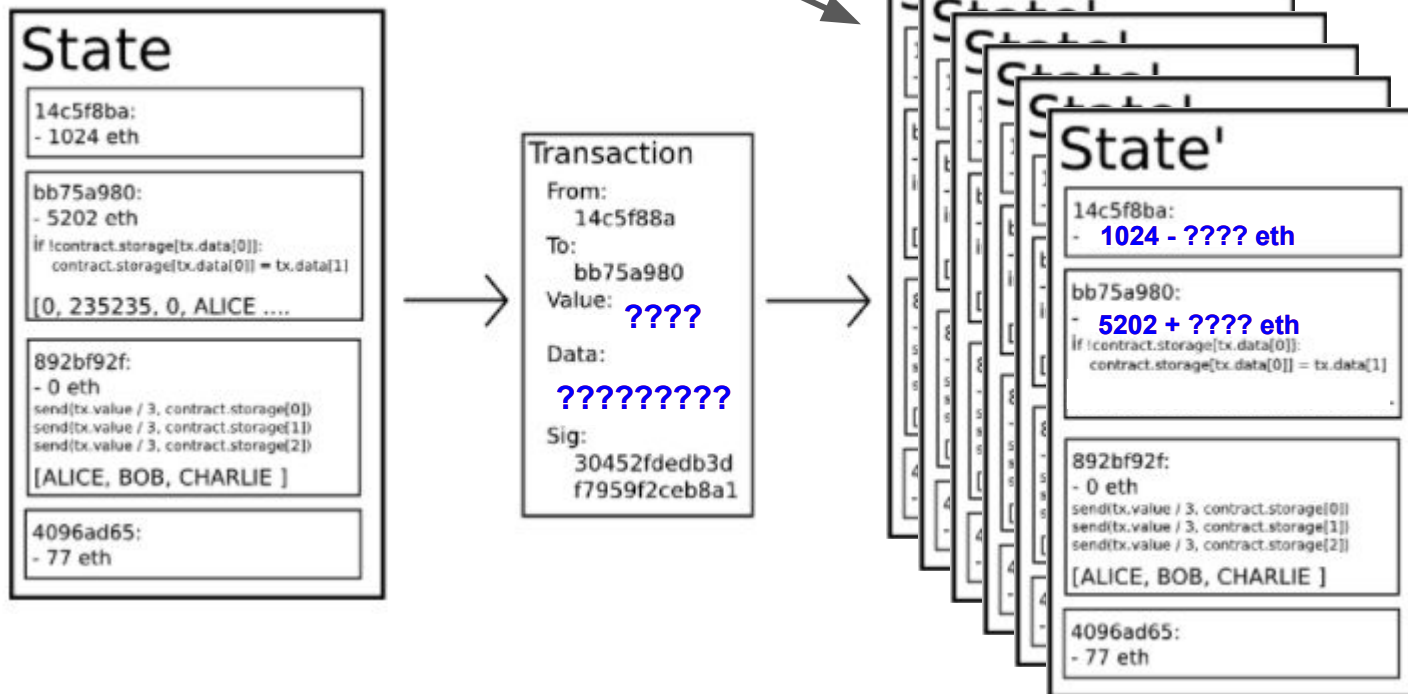 State
14c5f8ba:
- 1024 eth
bb75a980:
- 5202 eth
if !contract.storage[tx.data[0]]:
contract.storage[tx.data[0]] = tx.data[1]
[0, 235235, 0, ALICE ....
892bf92f:
- 0 eth
send(tx.value / 3, contract.storage[0])
send(tx.value / 3, contract.storage[1])
send(tx.value / 3, contract.storage[2])
[ALICE, BOB, CHARLIE ]
4096ad65:
- 77 eth
Transaction
From:
14c5f88a
To:
bb75a980
Value: ????
Data:
?????????
Sig:
30452fdedb3d
f7959f2ceb8a1
State'
State'
State'
State'
State'
14c5f8ba:
- 1024 - ???? eth
bb75a980:
- 5202 + ???? eth
if !contract.storage[tx.data[0]]:
contract.storage[tx.data[0]] = tx.data[1]
.
892bf92f:
- 0 eth
send(tx.value / 3, contract.storage[0])
send(tx.value / 3, contract.storage[1])
send(tx.value / 3, contract.storage[2])
[ALICE, BOB, CHARLIE ]
4096ad65:
- 77 eth